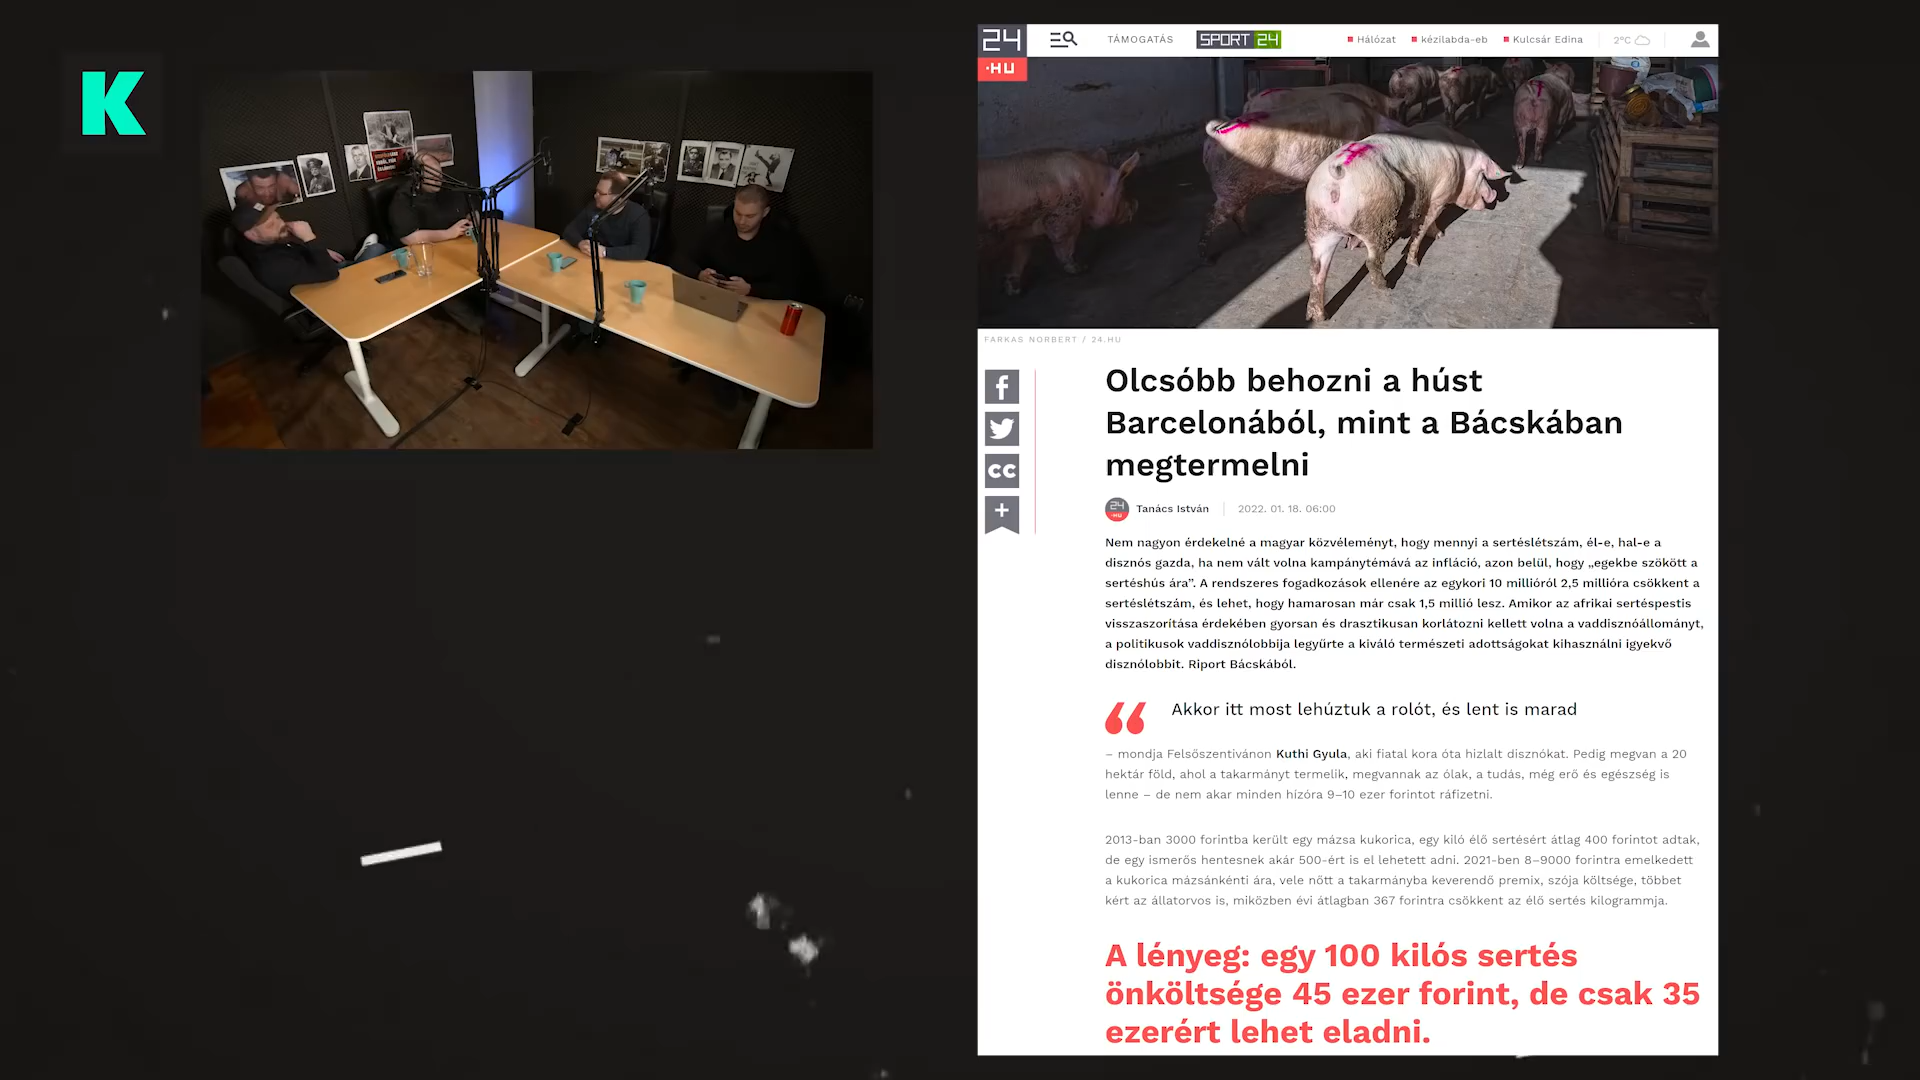 K
24
.HU
TÁMOGATÁS
SPORT 24
Hálózat
kézilabda-eb
Kulcsár Edina
2°C
FARKAS NORBERT / 24.HU
Olcsóbb behozni a húst
Barcelonából, mint a Bácskában
megtermelni
24
.HU
Tanács István
2022. 01. 18. 06:00
f
cc
+
Nem nagyon érdekelné a magyar közvéleményt, hogy mennyi a sertéslétszám, él-e, hal-e a
disznós gazda, ha nem vált volna kampánytémává az infláció, azon belül, hogy „egekbe szökött a
sertéshús ára”. A rendszeres fogadkozások ellenére az egykori 10 millióról 2,5 millióra csökkent a
sertéslétszám, és lehet, hogy hamarosan már csak 1,5 millió lesz. Amikor az afrikai sertéspestis
visszaszorítása érdekében gyorsan és drasztikusan korlátozni kellett volna a vaddisznóállományt,
a politikusok vaddisznólobbija legyűrte a kiváló természeti adottságokat kihasználni igyekvő
disznólobbit. Riport Bácskából.
“ Akkor itt most lehúztuk a rolót, és lent is marad
– mondja Felsőszentivánon Kuthi Gyula, aki fiatal kora óta hizlalt disznókat. Pedig megvan a 20
hektár föld, ahol a takarmányt termelik, megvannak az ólak, a tudás, még erő és egészség is
lenne – de nem akar minden hízóra 9–10 ezer forintot ráfizetni.
2013-ban 3000 forintba került egy mázsa kukorica, egy kiló élő sertésért átlag 400 forintot adtak,
de egy ismerős hentesnek akár 500-ért is el lehetett adni. 2021-ben 8–9000 forintra emelkedett
a kukorica mázsánkénti ára, vele nőtt a takarmányba keverendő premix, szója költsége, többet
kért az állatorvos is, miközben évi átlagban 367 forintra csökkent az élő sertés kilogrammja.
A lényeg: egy 100 kilós sertés
önköltsége 45 ezer forint, de csak 35
ezerért lehet eladni.